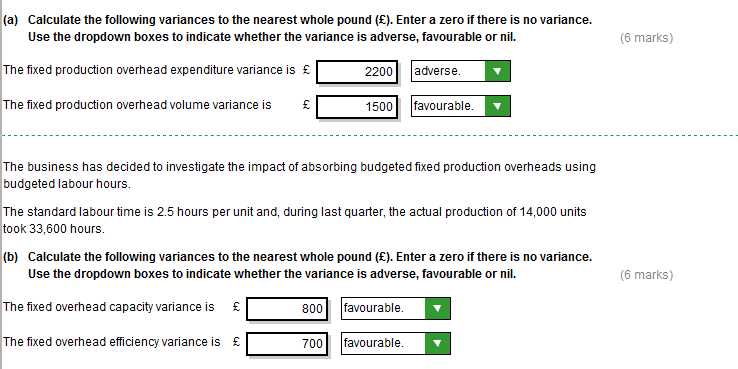 (a) Calculate the following variances to the nearest whole pound (£). Enter a zero if there is no variance.
Use the dropdown boxes to indicate whether the variance is adverse, favourable or nil. (6 marks)
The fixed production overhead expenditure variance is £ 2200 adverse.
The fixed production overhead volume variance is £ 1500 favourable.
The business has decided to investigate the impact of absorbing budgeted fixed production overheads using
budgeted labour hours.
The standard labour time is 2.5 hours per unit and, during last quarter, the actual production of 14,000 units
took 33,600 hours.
(b) Calculate the following variances to the nearest whole pound (£). Enter a zero if there is no variance.
Use the dropdown boxes to indicate whether the variance is adverse, favourable or nil. (6 marks)
The fixed overhead capacity variance is £ 800 favourable.
The fixed overhead efficiency variance is £ 700 favourable.